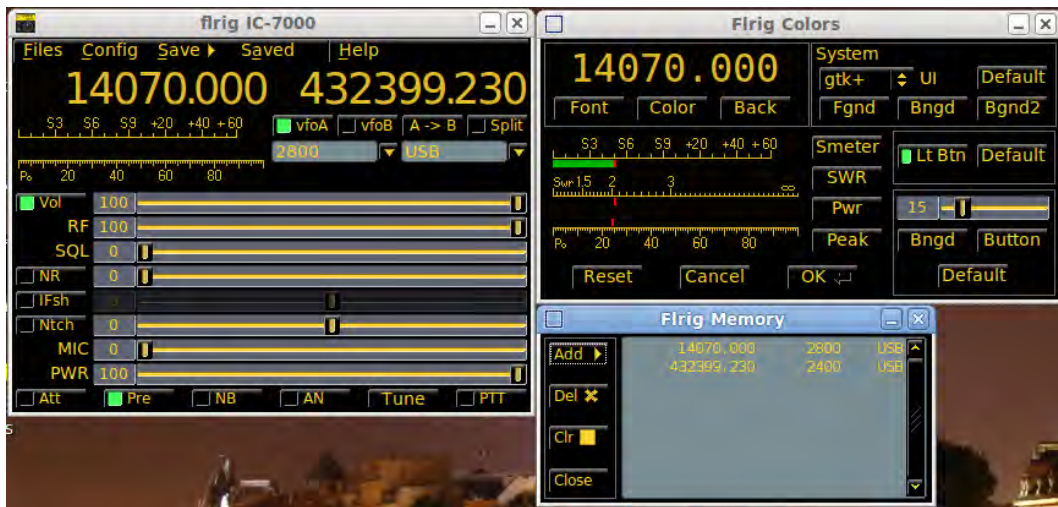 flrig IC-7000
Files Config Save Saved Help
14070.000 432399.230
S3 S6 S9 +20 +40 +60
vfoA vfoB A -> B Split
2800 USB
Po 20 40 60 80
Vol 100
RF 100
SQL 0
NR 0
IFsh 0
Ntch 0
MIC 0
PWR 100
Att Pre NB AN Tune PTT
Flrig Colors
14070.000
Font Color Back
System
gtk+ UI Default
Fgnd Bngd Bgnd2
S3 S6 S9 +20 +40 +60
Swr 1.5 2 3 ∞
Po 20 40 60 80
Smeter
SWR
Pwr
Peak
Lt Btn Default
15
Bngd Button
Default
Reset Cancel OK
Flrig Memory
Add
Del
Clr
Close
14070.000 2800 USB
432399.230 2400 USB
s